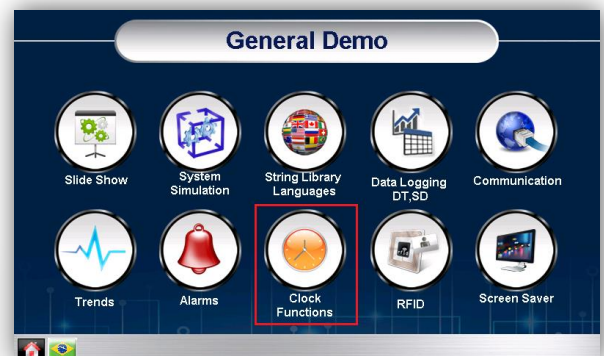 General Demo
Slide Show
System
Simulation
String Library
Languages
Data Logging
DT,SD
Communication
Trends
Alarms
Clock
Functions
RFID
Screen Saver